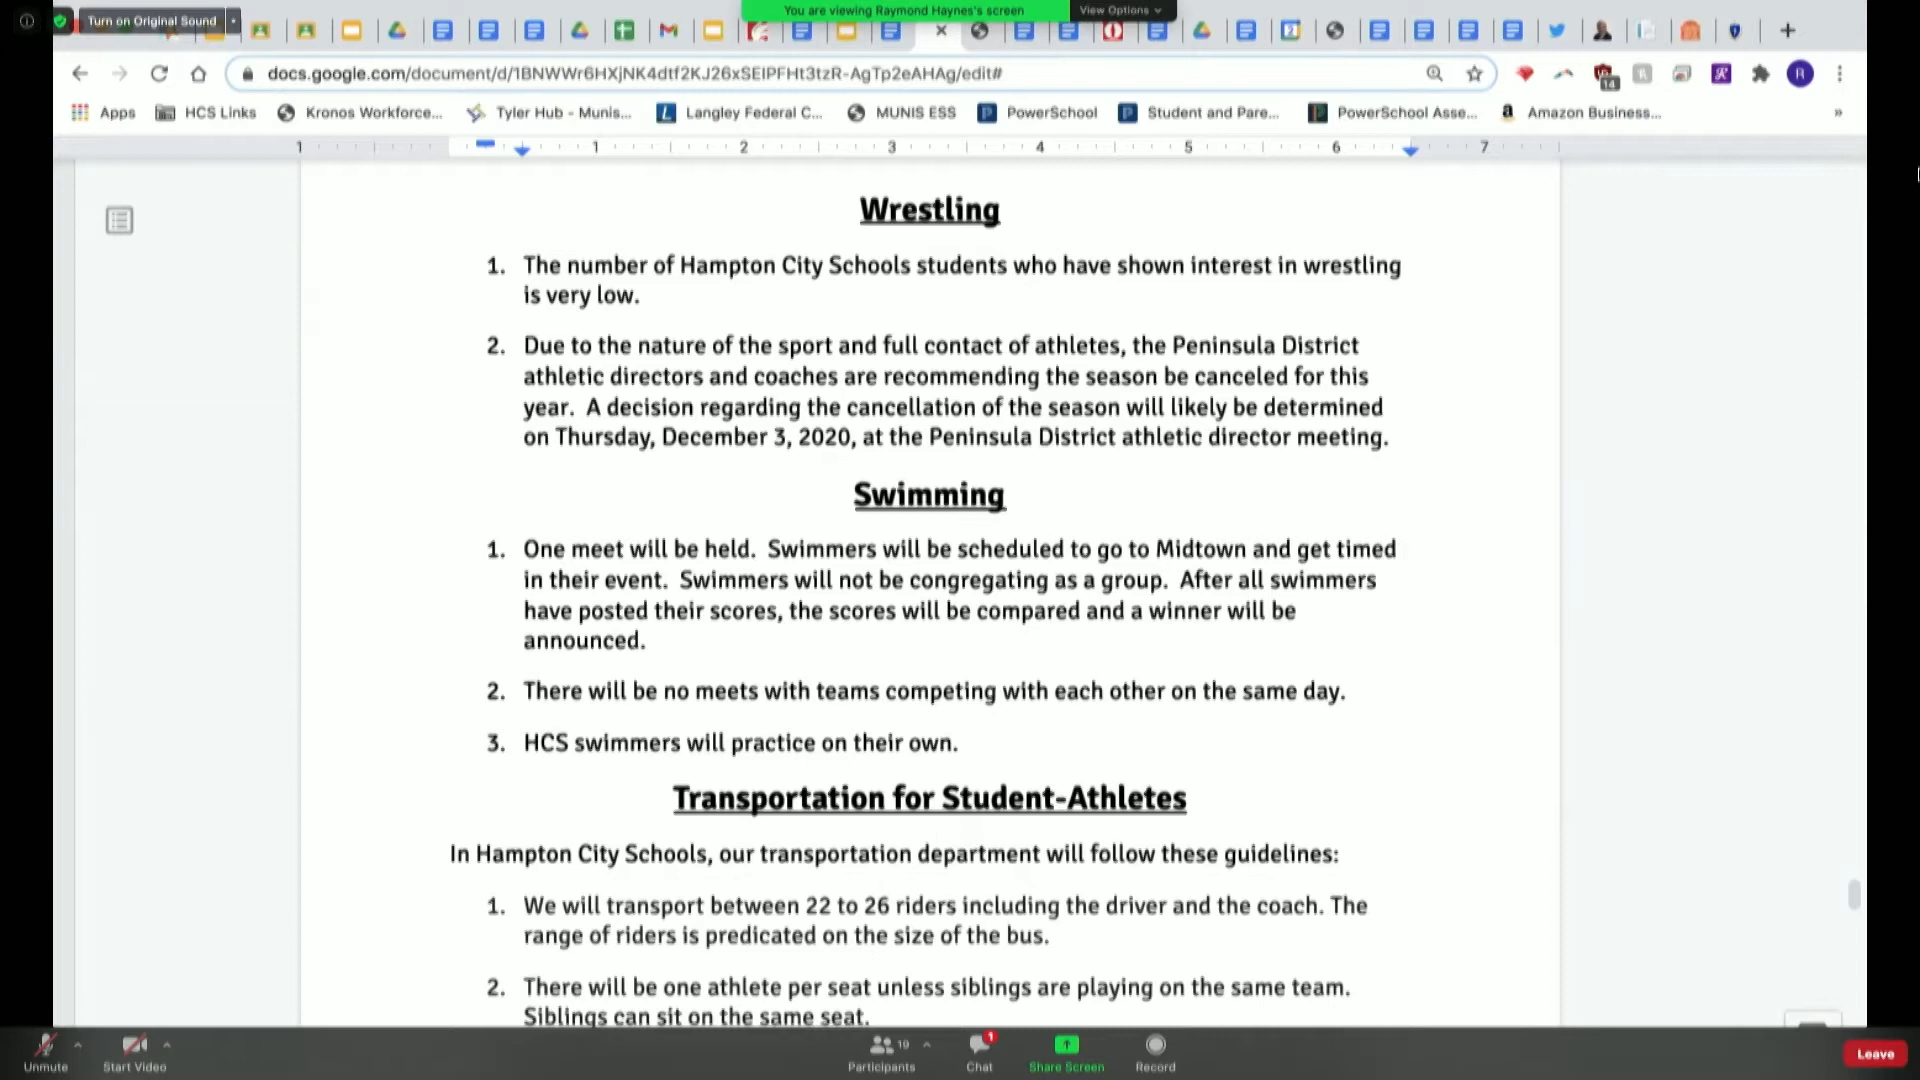 Turn on Original Sound
You are viewing Raymond Haynes's screen
View Options
docs.google.com/document/d/1BNWWr6HXjNK4dtf2KJ26xSEIPFHt3tzR-AgTp2eAHAg/edit#
14
R
Apps
HCS Links
Kronos Workforce...
Tyler Hub - Munis...
Langley Federal C...
MUNIS ESS
PowerSchool
Student and Pare...
PowerSchool Asse...
Amazon Business...
»
1 1 2 3 4 5 6 7
Wrestling
1. The number of Hampton City Schools students who have shown interest in wrestling
is very low.
2. Due to the nature of the sport and full contact of athletes, the Peninsula District
athletic directors and coaches are recommending the season be canceled for this
year. A decision regarding the cancellation of the season will likely be determined
on Thursday, December 3, 2020, at the Peninsula District athletic director meeting.
Swimming
1. One meet will be held. Swimmers will be scheduled to go to Midtown and get timed
in their event. Swimmers will not be congregating as a group. After all swimmers
have posted their scores, the scores will be compared and a winner will be
announced.
2. There will be no meets with teams competing with each other on the same day.
3. HCS swimmers will practice on their own.
Transportation for Student-Athletes
In Hampton City Schools, our transportation department will follow these guidelines:
1. We will transport between 22 to 26 riders including the driver and the coach. The
range of riders is predicated on the size of the bus.
2. There will be one athlete per seat unless siblings are playing on the same team.
Siblings can sit on the same seat.
Unmute
Start Video
19
Participants
1
Chat
Share Screen
Record
Leave